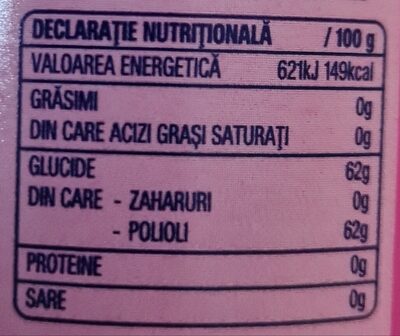 DECLARAȚIE NUTRIȚIONALĂ / 100 g
VALOAREA ENERGETICĂ 621kJ 149kcal
GRĂSIMI 0g
DIN CARE ACIZI GRAȘI SATURAȚI 0g
GLUCIDE 62g
DIN CARE - ZAHARURI 0g
- POLIOLI 62g
PROTEINE 0g
SARE 0g